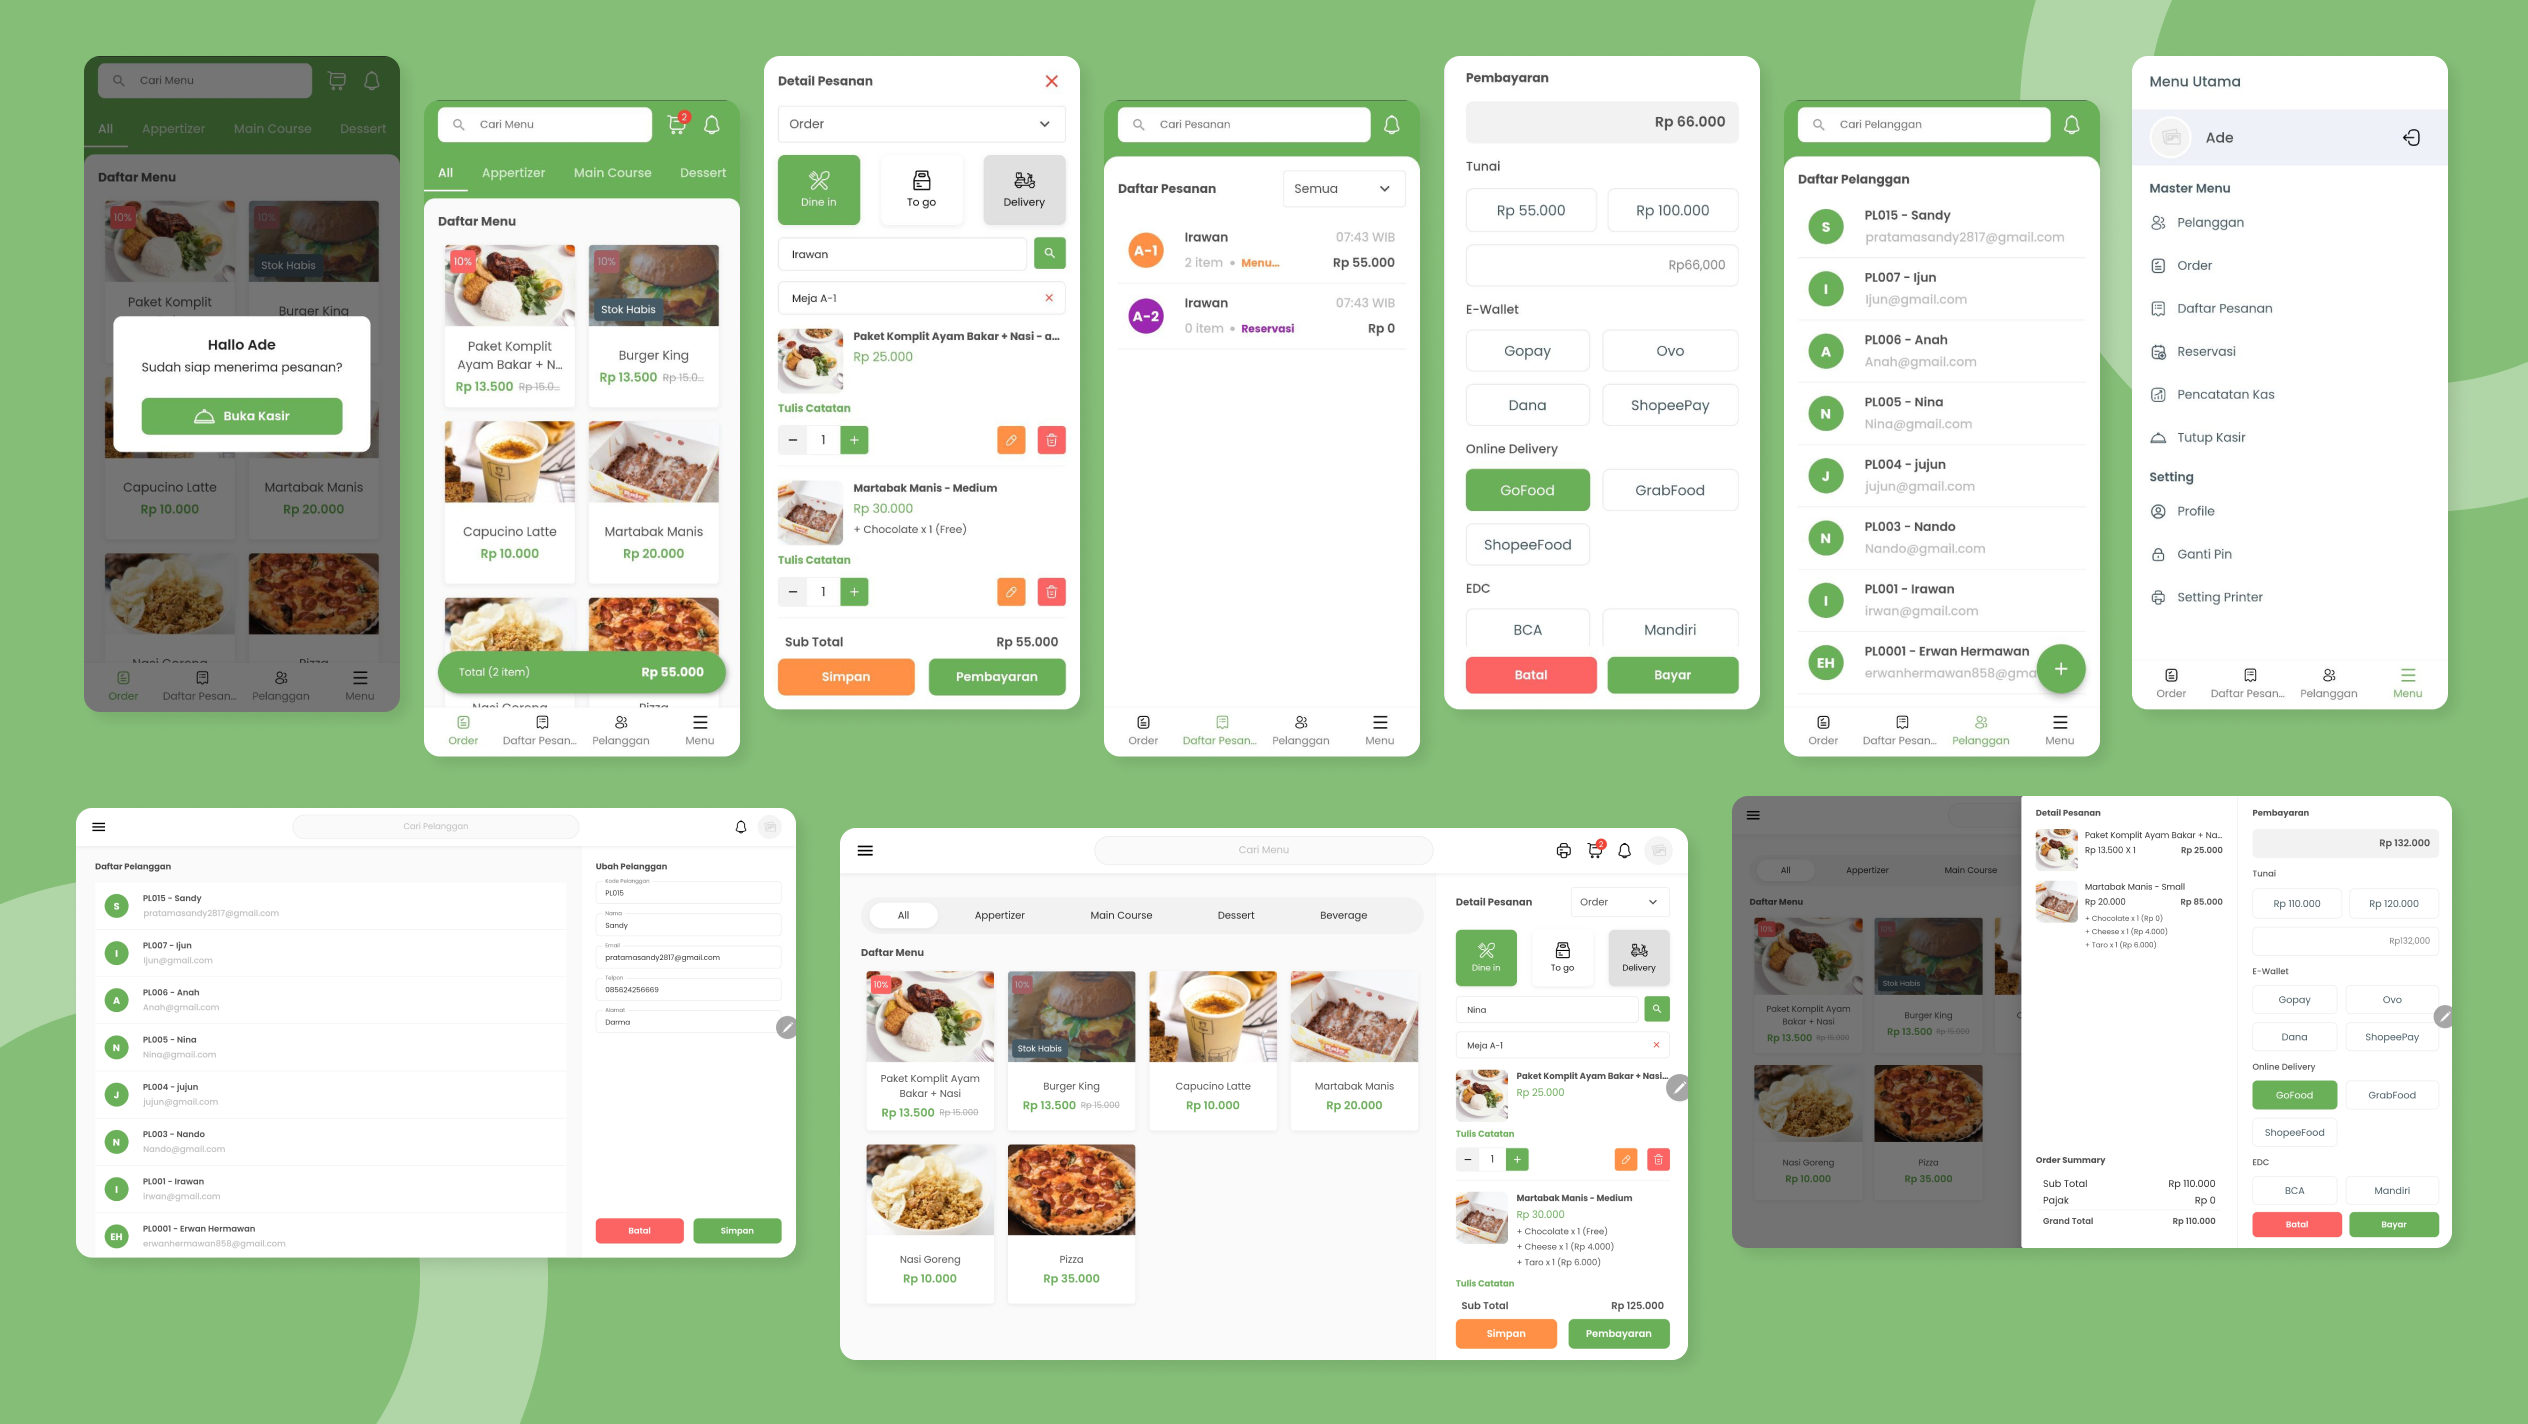 Cari Menu
All Appertizer Main Course Dessert
Daftar Menu
10%
10%
Stok Habis
Paket Komplit
Burger King
Hallo Ade
Sudah siap menerima pesanan?
Buka Kasir
Capucino Latte
Rp 10.000
Martabak Manis
Rp 20.000
Nasi Goreng
Pizza
Order Daftar Pesan... Pelanggan Menu
Cari Menu
2
All Appertizer Main Course Dessert
Daftar Menu
10%
10%
Stok Habis
Paket Komplit
Ayam Bakar + N...
Rp 13.500 Rp 15.0...
Burger King
Rp 13.500 Rp 15.0...
Capucino Latte
Rp 10.000
Martabak Manis
Rp 20.000
Total (2 item) Rp 55.000
Nasi Goreng
Pizza
Order Daftar Pesan... Pelanggan Menu
Detail Pesanan
Order
Dine in
To go
Delivery
Irawan
Meja A-1
Paket Komplit Ayam Bakar + Nasi - a...
Rp 25.000
Tulis Catatan
1
Martabak Manis - Medium
Rp 30.000
+ Chocolate x 1 (Free)
Tulis Catatan
1
Sub Total Rp 55.000
Simpan
Pembayaran
Cari Pesanan
Daftar Pesanan
Semua
A-1
Irawan 07:43 WIB
2 item • Menu... Rp 55.000
A-2
Irawan 07:43 WIB
0 item • Reservasi Rp 0
Order Daftar Pesan... Pelanggan Menu
Pembayaran
Rp 66.000
Tunai
Rp 55.000
Rp 100.000
Rp66,000
E-Wallet
Gopay
Ovo
Dana
ShopeePay
Online Delivery
GoFood
GrabFood
ShopeeFood
EDC
BCA
Mandiri
Batal
Bayar
Cari Pelanggan
Daftar Pelanggan
S
PL015 - Sandy
pratamasandy2817@gmail.com
I
PL007 - Ijun
Ijun@gmail.com
A
PL006 - Anah
Anah@gmail.com
N
PL005 - Nina
Nina@gmail.com
J
PL004 - jujun
jujun@gmail.com
N
PL003 - Nando
Nando@gmail.com
I
PL001 - Irawan
irwan@gmail.com
EH
PL0001 - Erwan Hermawan
erwanhermawan858@gma
+
Order Daftar Pesan... Pelanggan Menu
Menu Utama
Ade
Master Menu
Pelanggan
Order
Daftar Pesanan
Reservasi
Pencatatan Kas
Tutup Kasir
Setting
Profile
Ganti Pin
Setting Printer
Order Daftar Pesan... Pelanggan Menu
Cari Pelanggan
Daftar Pelanggan
S
PL015 - Sandy
pratamasandy2817@gmail.com
I
PL007 - Ijun
Ijun@gmail.com
A
PL006 - Anah
Anah@gmail.com
N
PL005 - Nina
Nina@gmail.com
J
PL004 - jujun
jujun@gmail.com
N
PL003 - Nando
Nando@gmail.com
I
PL001 - Irawan
irwan@gmail.com
EH
PL0001 - Erwan Hermawan
erwanhermawan858@gmail.com
Ubah Pelanggan
Kode Pelanggan
PL015
Nama
Sandy
Email
pratamasandy2817@gmail.com
Telpon
085624256669
Alamat
Darma
Batal
Simpan
Cari Menu
2
All Appertizer Main Course Dessert Beverage
Daftar Menu
10%
Paket Komplit Ayam
Bakar + Nasi
Rp 13.500 Rp 15.000
10%
Stok Habis
Burger King
Rp 13.500 Rp 15.000
Capucino Latte
Rp 10.000
Martabak Manis
Rp 20.000
Nasi Goreng
Rp 10.000
Pizza
Rp 35.000
Detail Pesanan
Order
Dine in
To go
Delivery
Nina
Meja A-1
Paket Komplit Ayam Bakar + Nasi...
Rp 25.000
Tulis Catatan
1
Martabak Manis - Medium
Rp 30.000
+ Chocolate x 1 (Free)
+ Cheese x 1 (Rp 4.000)
+ Taro x 1 (Rp 6.000)
Tulis Catatan
Sub Total Rp 125.000
Simpan
Pembayaran
All Appertizer Main Course
Daftar Menu
10%
Paket Komplit Ayam
Bakar + Nasi
Rp 13.500 Rp 15.000
10%
Stok Habis
Burger King
Rp 13.500 Rp 15.000
Nasi Goreng
Rp 10.000
Pizza
Rp 35.000
Detail Pesanan
Paket Komplit Ayam Bakar + Na...
Rp 13.500 X 1 Rp 25.000
Martabak Manis - Small
Rp 20.000 Rp 85.000
+ Chocolate x 1 (Rp 0)
+ Cheese x 1 (Rp 4.000)
+ Taro x 1 (Rp 6.000)
Order Summary
Sub Total Rp 110.000
Pajak Rp 0
Grand Total Rp 110.000
Pembayaran
Rp 132.000
Tunai
Rp 110.000
Rp 120.000
Rp132,000
E-Wallet
Gopay
Ovo
Dana
ShopeePay
Online Delivery
GoFood
GrabFood
ShopeeFood
EDC
BCA
Mandiri
Batal
Bayar